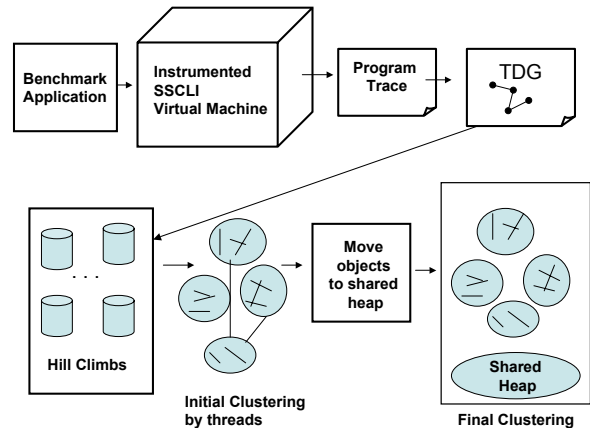 Benchmark
Application
Instrumented
SSCLI
Virtual Machine
Program
Trace
TDG
. . .
Hill Climbs
Initial Clustering
by threads
Move
objects
to shared
heap
Shared
Heap
Final Clustering